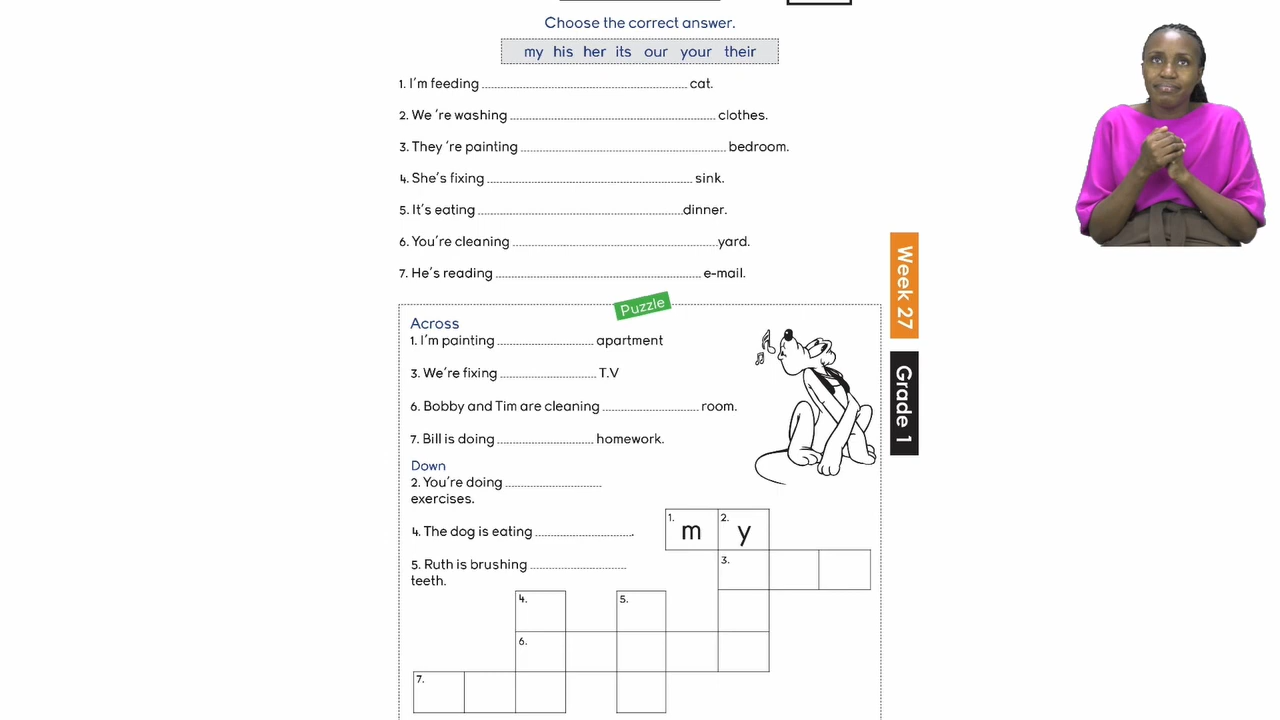 Choose the correct answer.
my his her its our your their
1. I'm feeding ........................ cat.
2. We 're washing ........................ clothes.
3. They 're painting ........................ bedroom.
4. She's fixing ........................ sink.
5. It's eating ........................dinner.
6. You're cleaning ........................yard.
7. He's reading ........................ e-mail.
Puzzle
Across
1. I'm painting ............ apartment
3. We're fixing ............ T.V
6. Bobby and Tim are cleaning ............ room.
7. Bill is doing ............ homework.
Down
2. You're doing ............
exercises.
4. The dog is eating .............
5. Ruth is brushing ............
teeth.
1. m 2. y
3.
4. 5.
6.
7.
Week 27
Grade 1